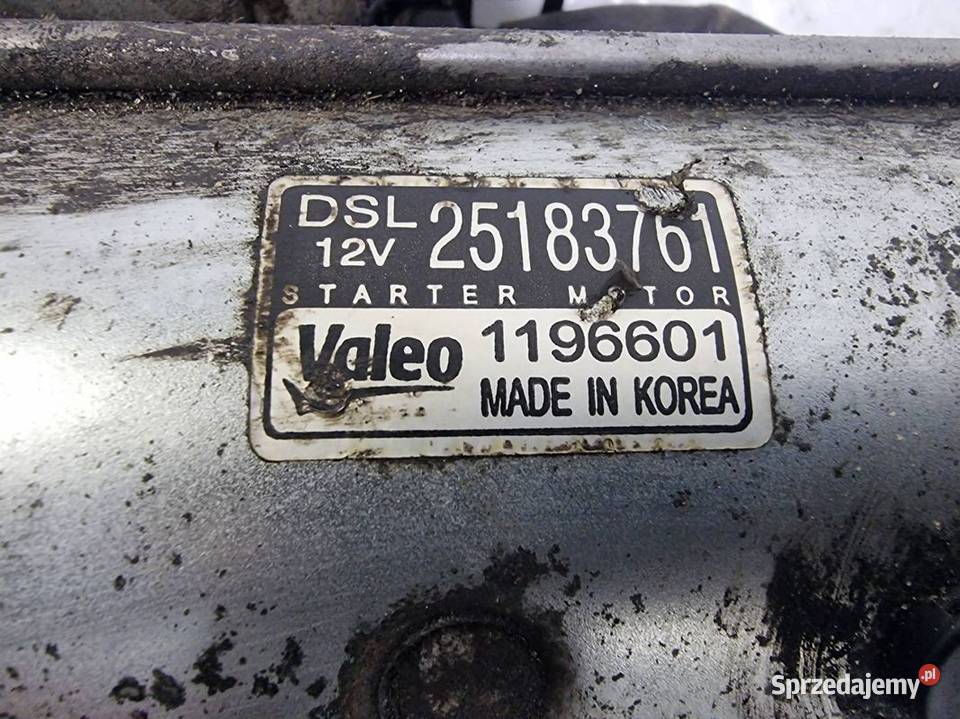 DSL 25183761
12V
STARTER MOTOR
Valeo 1196601
MADE IN KOREA
Sprzedajemy.pl